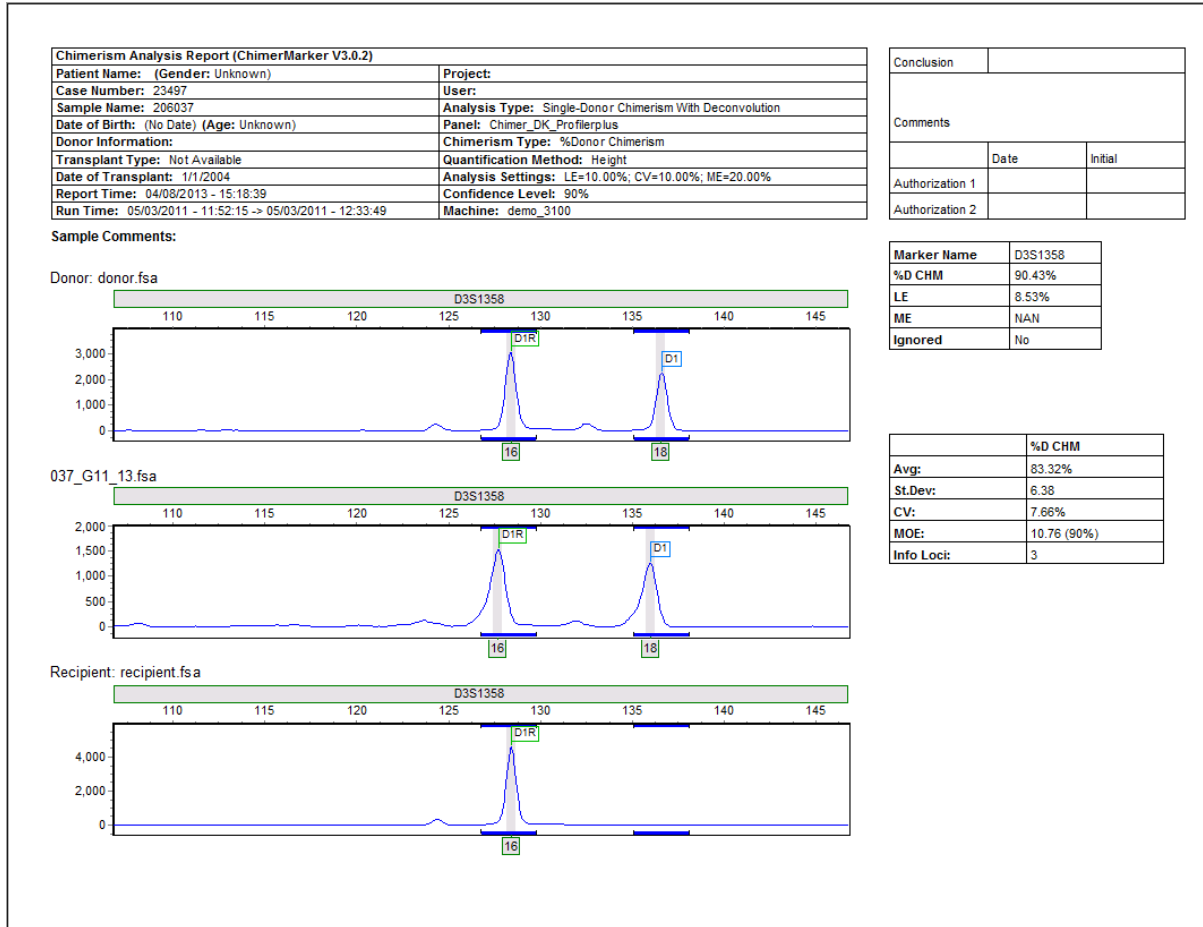 Chimerism Analysis Report (ChimerMarker V3.0.2)
Patient Name: (Gender: Unknown) Project:
Case Number: 23497 User:
Sample Name: 206037 Analysis Type: Single-Donor Chimerism With Deconvolution
Date of Birth: (No Date) (Age: Unknown) Panel: Chimer_DK_Profilerplus
Donor Information: Chimerism Type: %Donor Chimerism
Transplant Type: Not Available Quantification Method: Height
Date of Transplant: 1/1/2004 Analysis Settings: LE=10.00%; CV=10.00%; ME=20.00%
Report Time: 04/08/2013 - 15:18:39 Confidence Level: 90%
Run Time: 05/03/2011 - 11:52:15 -> 05/03/2011 - 12:33:49 Machine: demo_3100
Conclusion
Comments
Date Initial
Authorization 1
Authorization 2
Sample Comments:
Marker Name D3S1358
%D CHM 90.43%
LE 8.53%
ME NAN
Ignored No
%D CHM
Avg: 83.32%
St.Dev: 6.38
CV: 7.66%
MOE: 10.76 (90%)
Info Loci: 3
Donor: donor.fsa
D3S1358
110 115 120 125 130 135 140 145
D1R
D1
3,000
2,000
1,000
0
16 18
037_G11_13.fsa
D3S1358
2,000
D1R
D1
1,500
1,000
500
0
16 18
Recipient: recipient.fsa
D3S1358
110 115 120 125 130 135 140 145
D1R
4,000
2,000
0
16